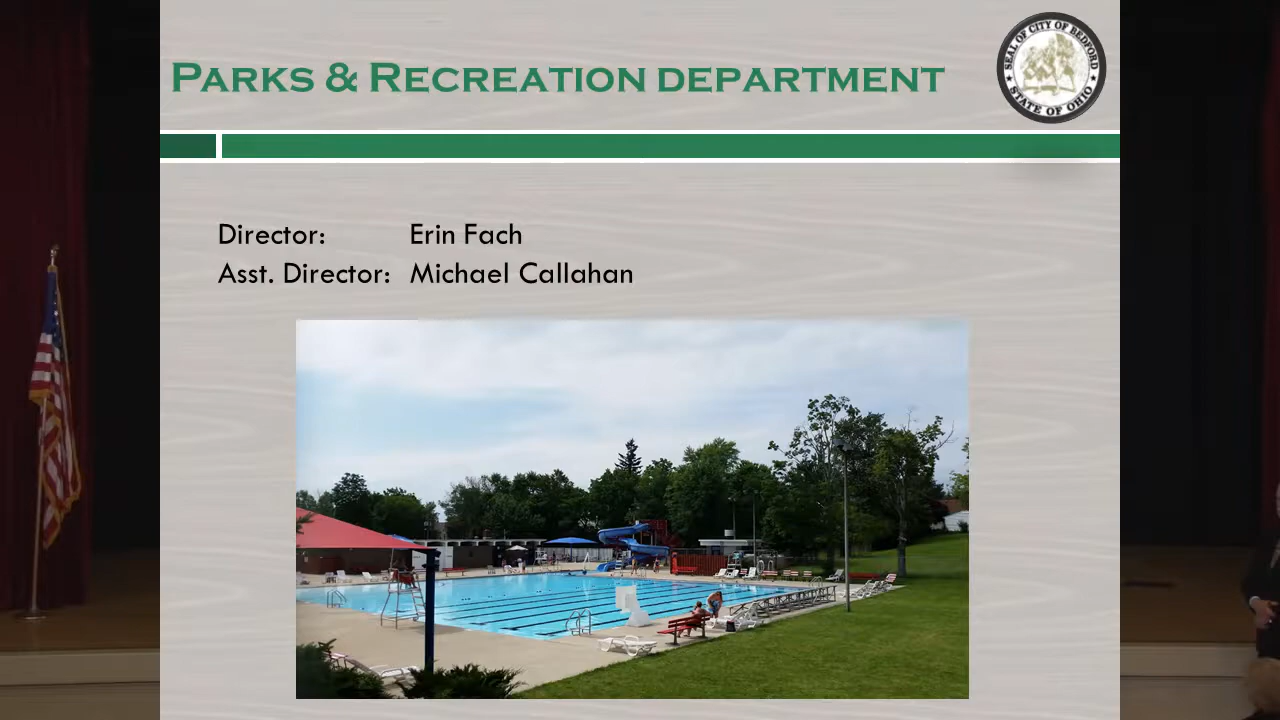 PARKS & RECREATION DEPARTMENT
SEAL OF CITY OF BEDFORD
STATE OF OHIO
Director: Erin Fach
Asst. Director: Michael Callahan